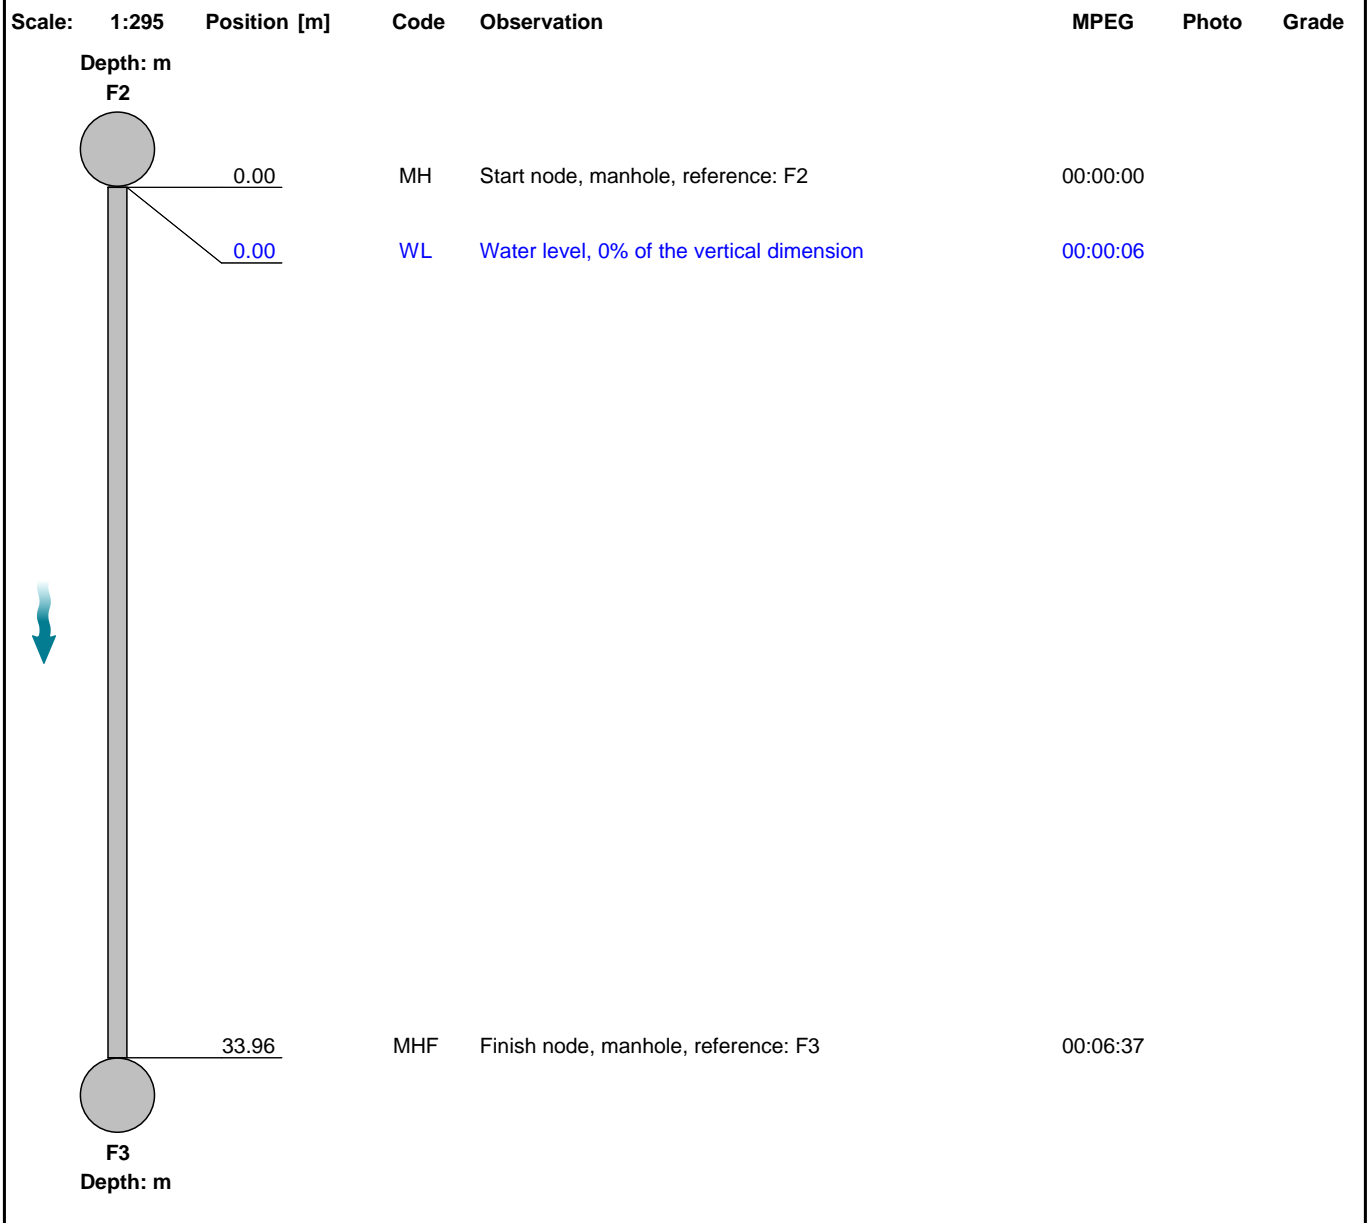 Scale: 1:295 Position [m] Code Observation MPEG Photo Grade
Depth: m
F2
0.00 MH Start node, manhole, reference: F2 00:00:00
0.00 WL Water level, 0% of the vertical dimension 00:00:06
33.96 MHF Finish node, manhole, reference: F3 00:06:37
F3
Depth: m